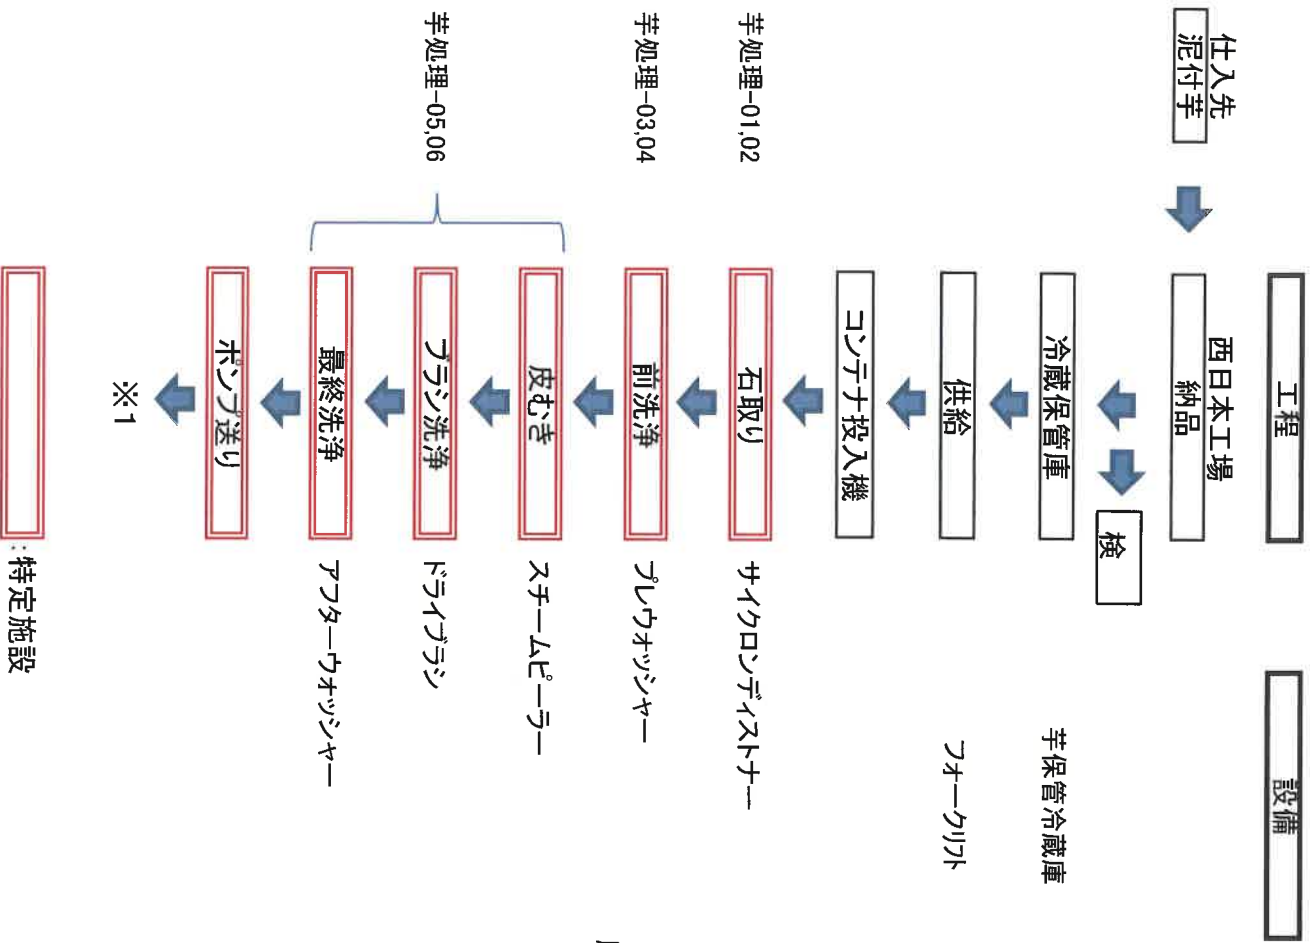 工程
設備
仕入先
泥付芋
西日本工場
納品
検
冷蔵保管庫
芋保管冷蔵庫
供給
フォークリフト
コンテナ投入機
芋処理-01,02
石取り
サイクロンディストナー
芋処理-03,04
前洗浄
プレウォッシャー
皮むき
スチームピーラー
芋処理-05,06
ブラシ洗浄
ドライブラシ
最終洗浄
アフターウォッシャー
ポンプ送り
※1
:特定施設